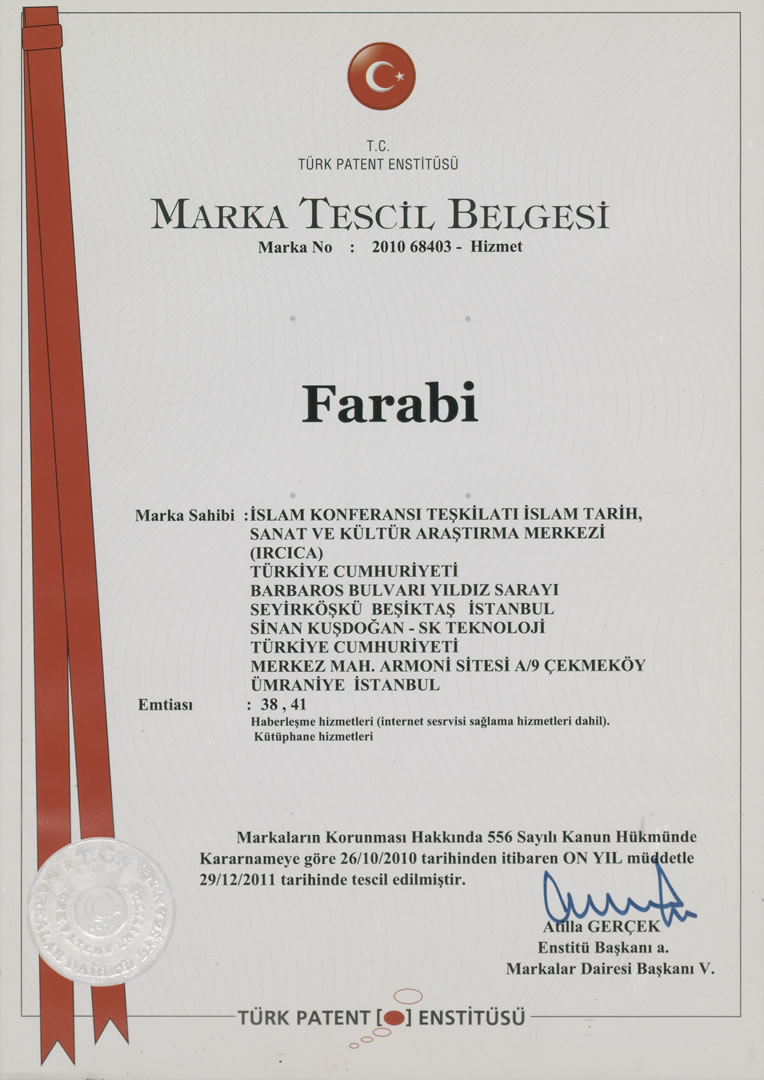 T.C.
TÜRK PATENT ENSTİTÜSÜ
MARKA TESCİL BELGESİ
Marka No : 2010 68403 - Hizmet
Farabi
Marka Sahibi :İSLAM KONFERANSI TEŞKİLATI İSLAM TARİH,
SANAT VE KÜLTÜR ARAŞTIRMA MERKEZİ
(IRCICA)
TÜRKİYE CUMHURİYETİ
BARBAROS BULVARI YILDIZ SARAYI
SEYİRKÖŞKÜ BEŞİKTAŞ İSTANBUL
SİNAN KUŞDOĞAN - SK TEKNOLOJİ
TÜRKİYE CUMHURİYETİ
MERKEZ MAH. ARMONİ SİTESİ A/9 ÇEKMEKÖY
ÜMRANİYE İSTANBUL
Emtiası : 38 , 41
Haberleşme hizmetleri (internet sesrvisi sağlama hizmetleri dahil).
Kütüphane hizmetleri
Markaların Korunması Hakkında 556 Sayılı Kanun Hükmünde
Kararnameye göre 26/10/2010 tarihinden itibaren ON YIL müddetle
29/12/2011 tarihinde tescil edilmiştir.
Atilla GERÇEK
Enstitü Başkanı a.
Markalar Dairesi Başkanı V.
T.C.
TÜRK PATENT [ ] ENSTİTÜSÜ